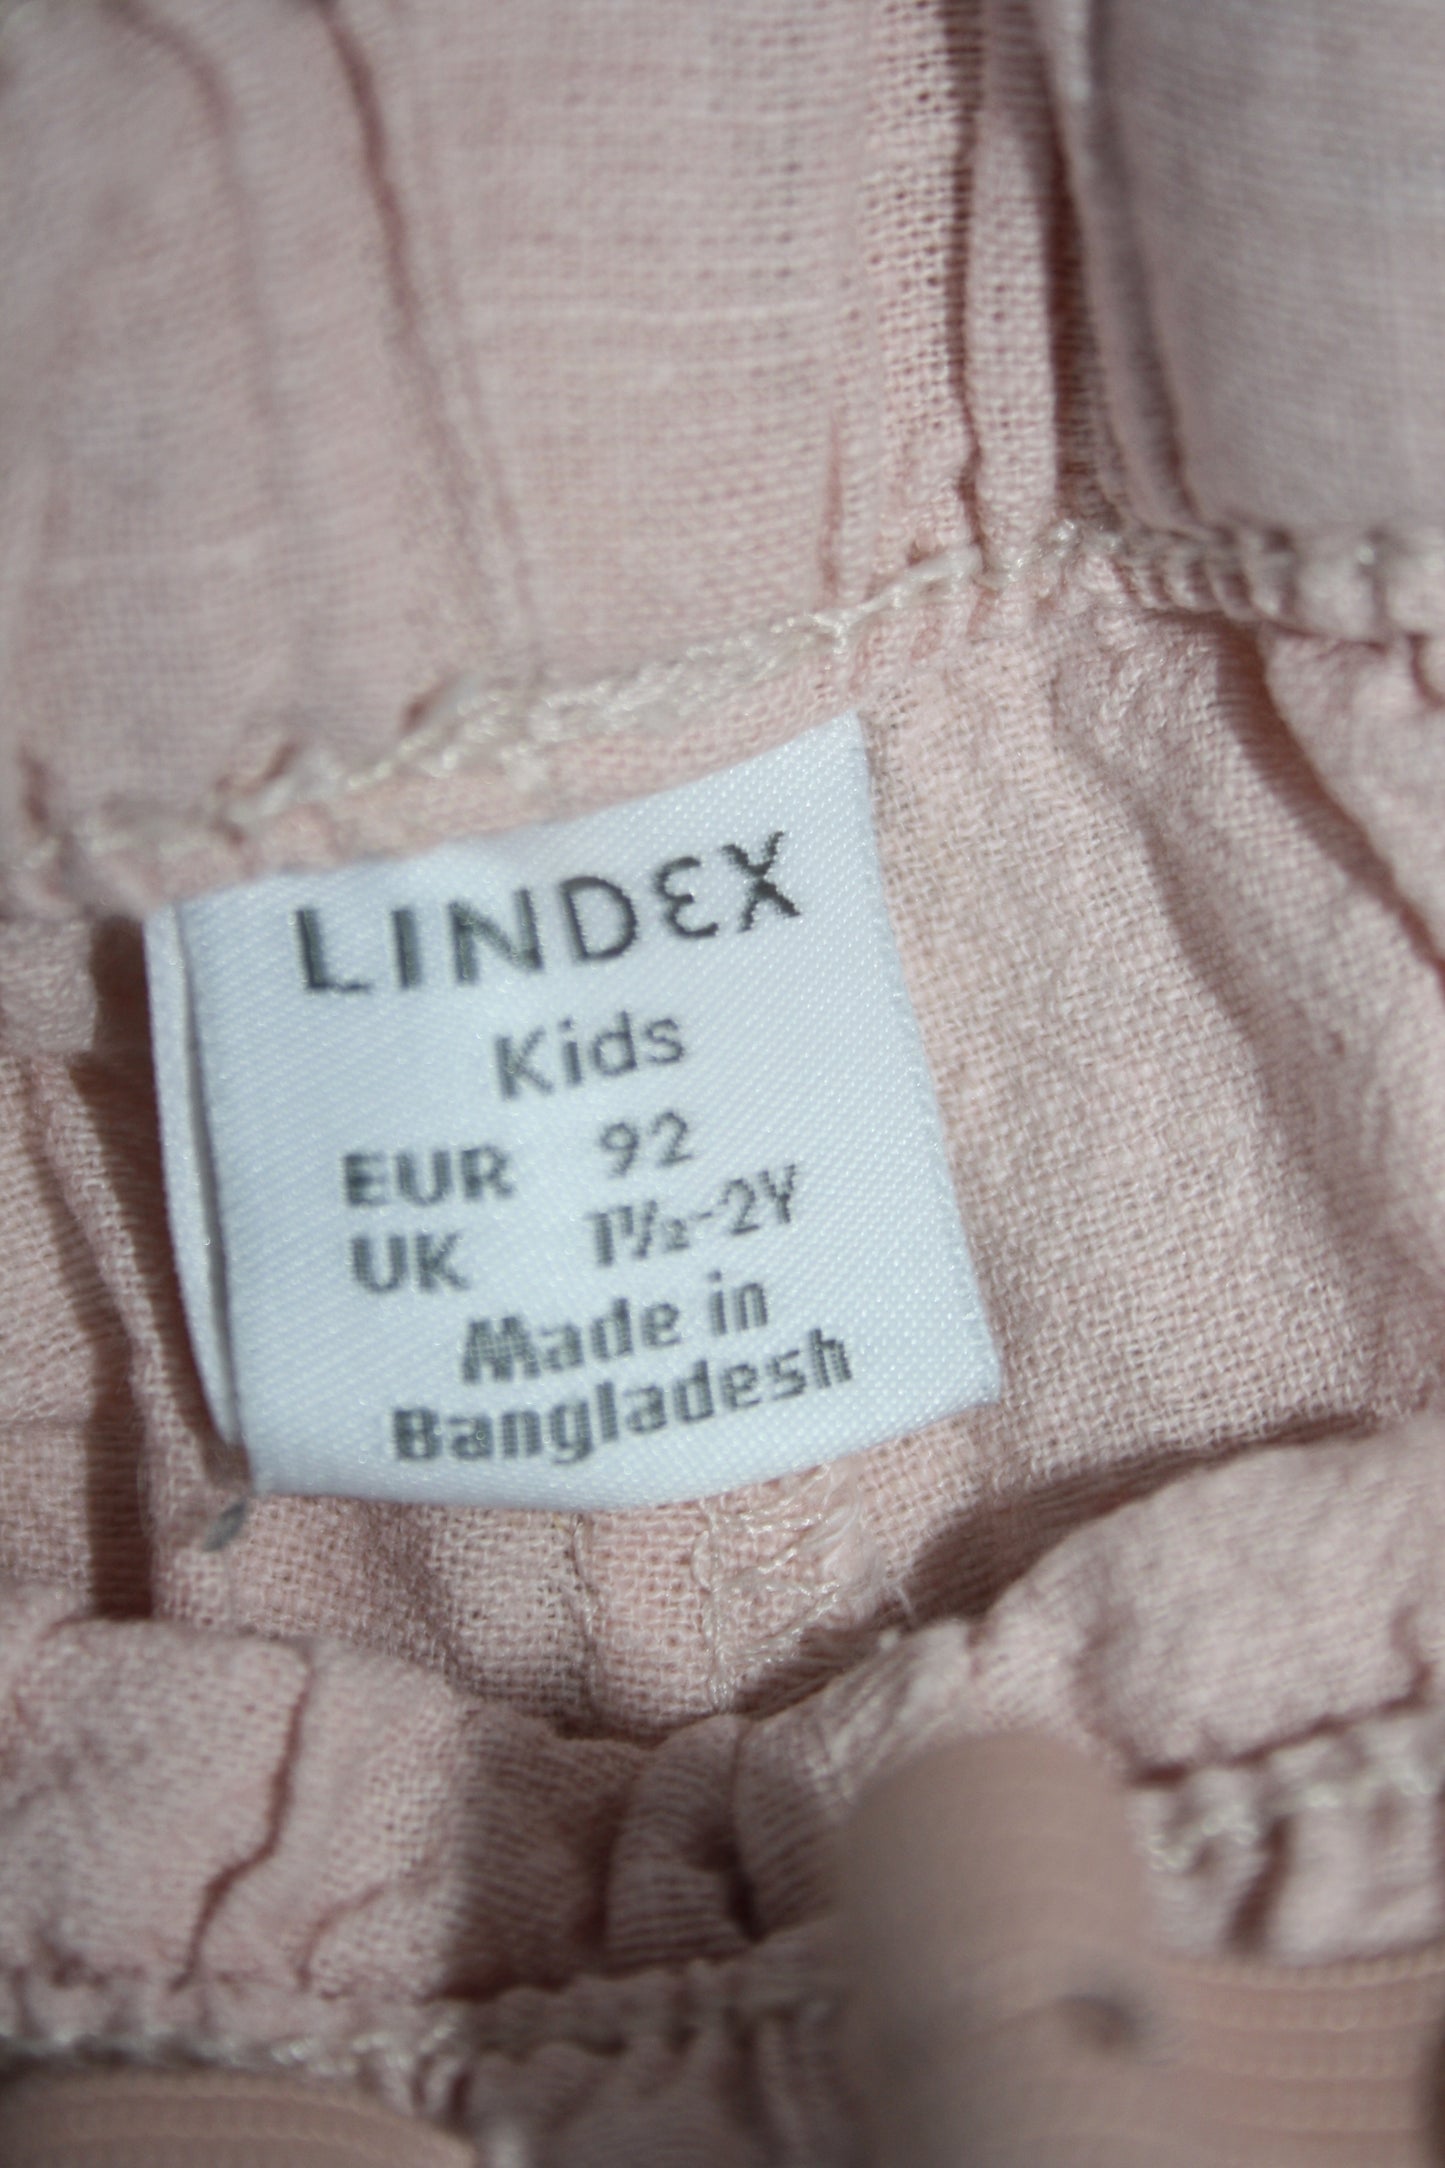 LINDEX
Kids
EUR 92
UK 1½-2Y
Made in
Bangladesh